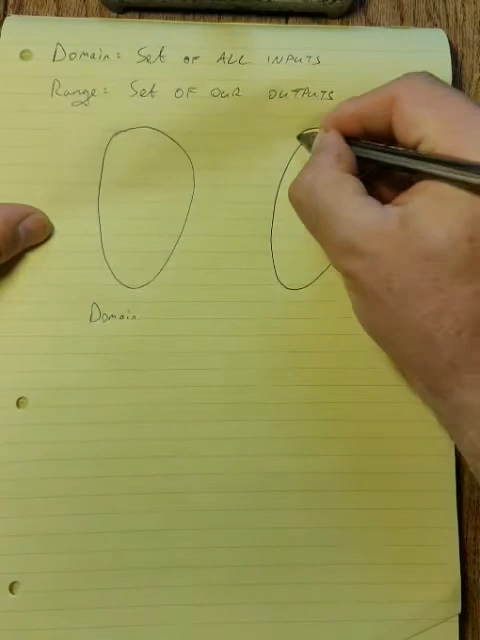 Domain: Set of ALL INPUTS
Range: Set OF OUR OUTPUTS
Domain